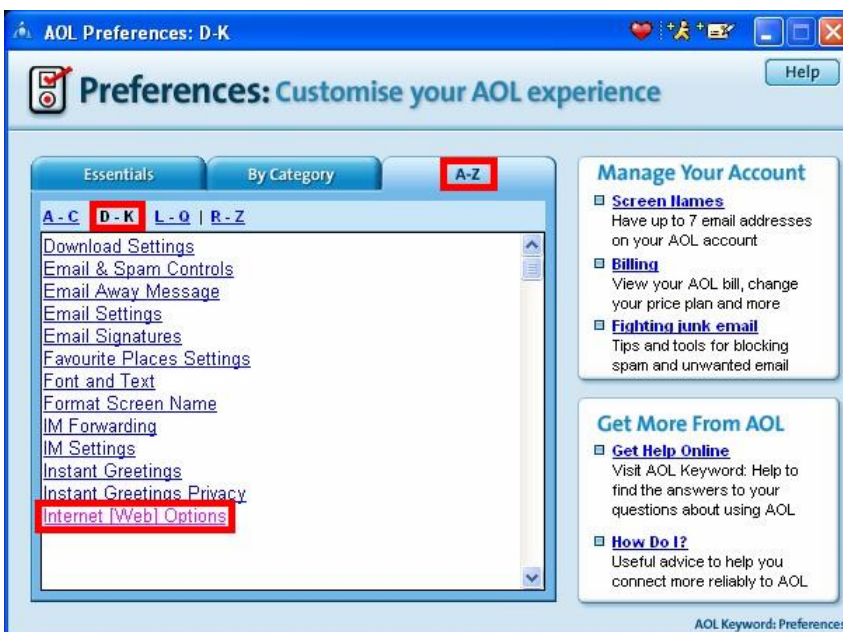 AOL Preferences: D-K
Help
Preferences: Customise your AOL experience
Essentials
By Category
A-Z
A - C D - K L - Q | R - Z
Download Settings
Email & Spam Controls
Email Away Message
Email Settings
Email Signatures
Favourite Places Settings
Font and Text
Format Screen Name
IM Forwarding
IM Settings
Instant Greetings
Instant Greetings Privacy
Internet [Web] Options
Manage Your Account
Screen Names
Have up to 7 email addresses
on your AOL account
Billing
View your AOL bill, change
your price plan and more
Fighting junk email
Tips and tools for blocking
spam and unwanted email
Get More From AOL
Get Help Online
Visit AOL Keyword: Help to
find the answers to your
questions about using AOL
How Do I?
Useful advice to help you
connect more reliably to AOL
AOL Keyword: Preferences